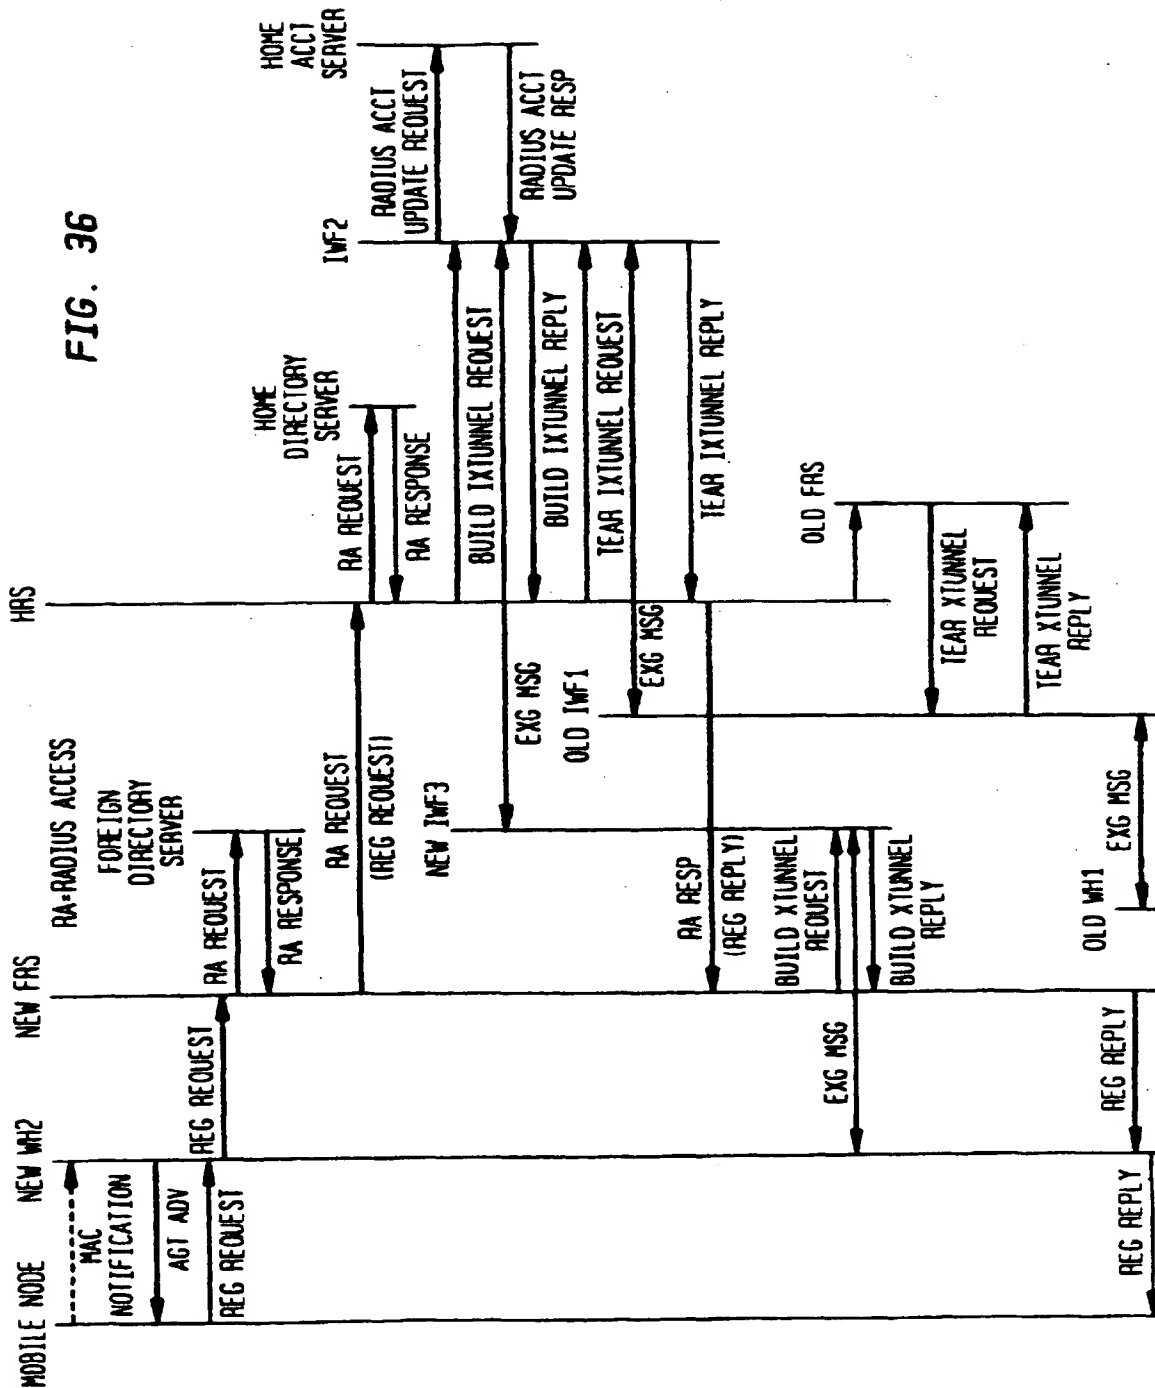 FIG. 36
RA=RADIUS ACCESS
MOBILE NODE
NEW WH2
NEW FRS
FOREIGN
DIRECTORY
SERVER
HRS
HOME
DIRECTORY
SERVER
IWF2
HOME
ACCT
SERVER
MAC
NOTIFICATION
AGT ADV
REG REQUEST
REG REQUEST
RA REQUEST
RA RESPONSE
RA REQUEST
(REG REQUEST)
RA REQUEST
RA RESPONSE
RADIUS ACCT
UPDATE REQUEST
RADIUS ACCT
UPDATE RESP
BUILD IXTUNNEL REQUEST
NEW IWF3
EXG MSG
BUILD IXTUNNEL REPLY
TEAR IXTUNNEL REQUEST
OLD IWF1
EXG MSG
TEAR IXTUNNEL REPLY
RA RESP
(REG REPLY)
BUILD XTUNNEL
REQUEST
EXG MSG
BUILD XTUNNEL
REPLY
OLD FRS
TEAR XTUNNEL
REQUEST
TEAR XTUNNEL
REPLY
OLD WH1
EXG MSG
REG REPLY
REG REPLY